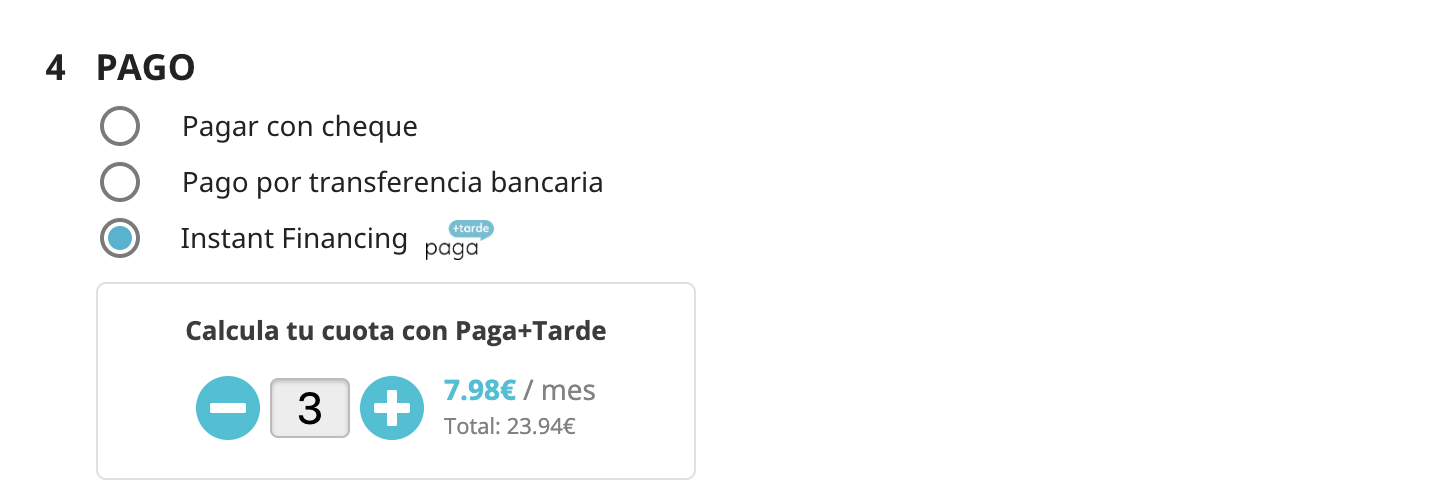 4 PAGO
Pagar con cheque
Pago por transferencia bancaria
Instant Financing paga +tarde
Calcula tu cuota con Paga+Tarde
3 7.98€ / mes
Total: 23.94€